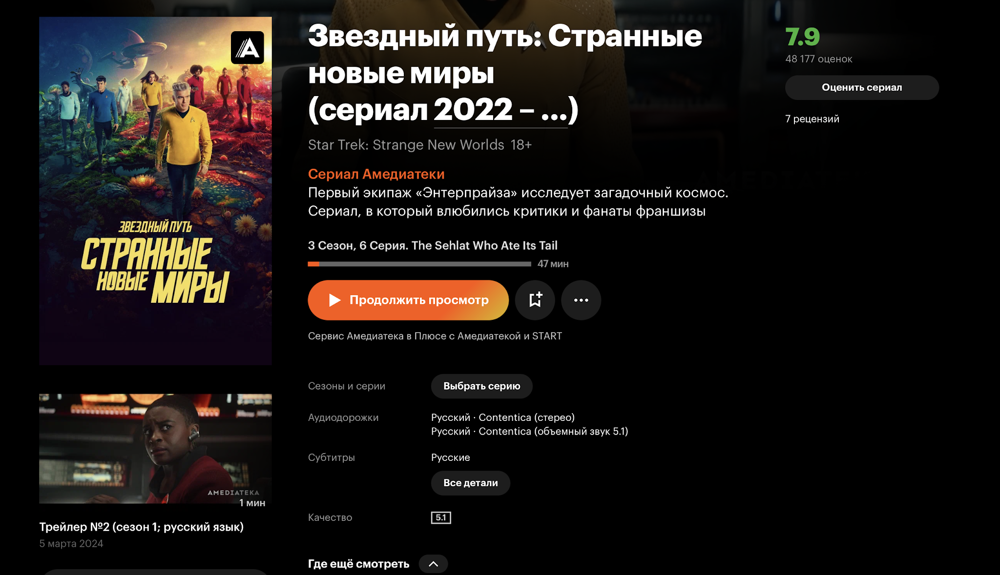 Звездный путь: Странные
новые миры
(сериал 2022 – ...)
Star Trek: Strange New Worlds 18+
Сериал Амедиатеки
Первый экипаж «Энтерпрайза» исследует загадочный космос.
Сериал, в который влюбились критики и фанаты франшизы
3 Сезон, 6 Серия. The Sehlat Who Ate Its Tail
47 мин
Продолжить просмотр
Сервис Амедиатека в Плюсе с Амедиатекой и START
Сезоны и серии Выбрать серию
Аудиодорожки Русский · Contentica (стерео)
Русский · Contentica (объемный звук 5.1)
Субтитры Русские
Все детали
Качество 5.1
Где ещё смотреть
7.9
48 177 оценок
Оценить сериал
7 рецензий
A
ЗВЕЗДНЫЙ ПУТЬ
СТРАННЫЕ
НОВЫЕ МИРЫ
AMEDIATEKA
1 мин
Трейлер №2 (сезон 1; русский язык)
5 марта 2024